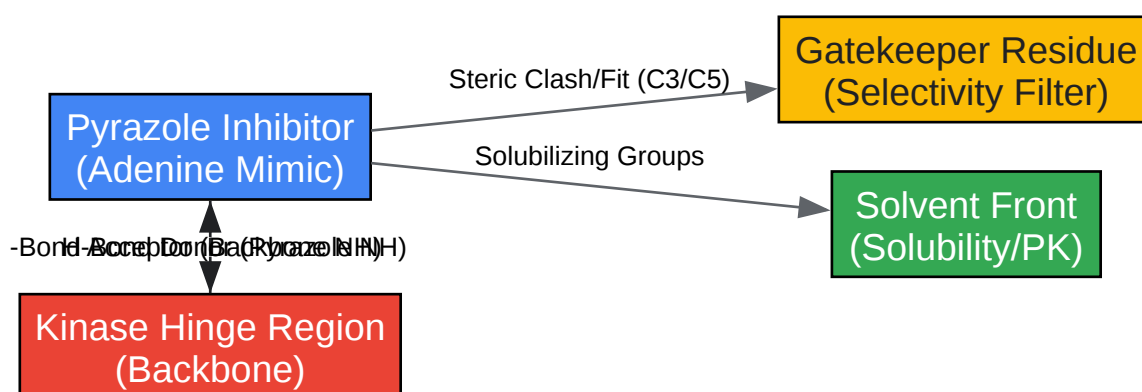 Gatekeeper Residue
(Selectivity Filter)
Steric Clash/Fit (C3/C5)
Pyrazole Inhibitor
(Adenine Mimic)
Solubilizing Groups
Solvent Front
(Solubility/PK)
Kinase Hinge Region
(Backbone)